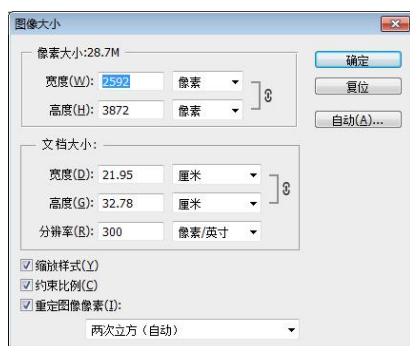 图像大小
像素大小:28.7M
确定
宽度(W): 2592 像素
复位
高度(H): 3872 像素
自动(A)...
文档大小:
宽度(D): 21.95 厘米
高度(G): 32.78 厘米
分辨率(R): 300 像素/英寸
缩放样式(Y)
约束比例(C)
重定图像像素(I):
两次立方（自动）